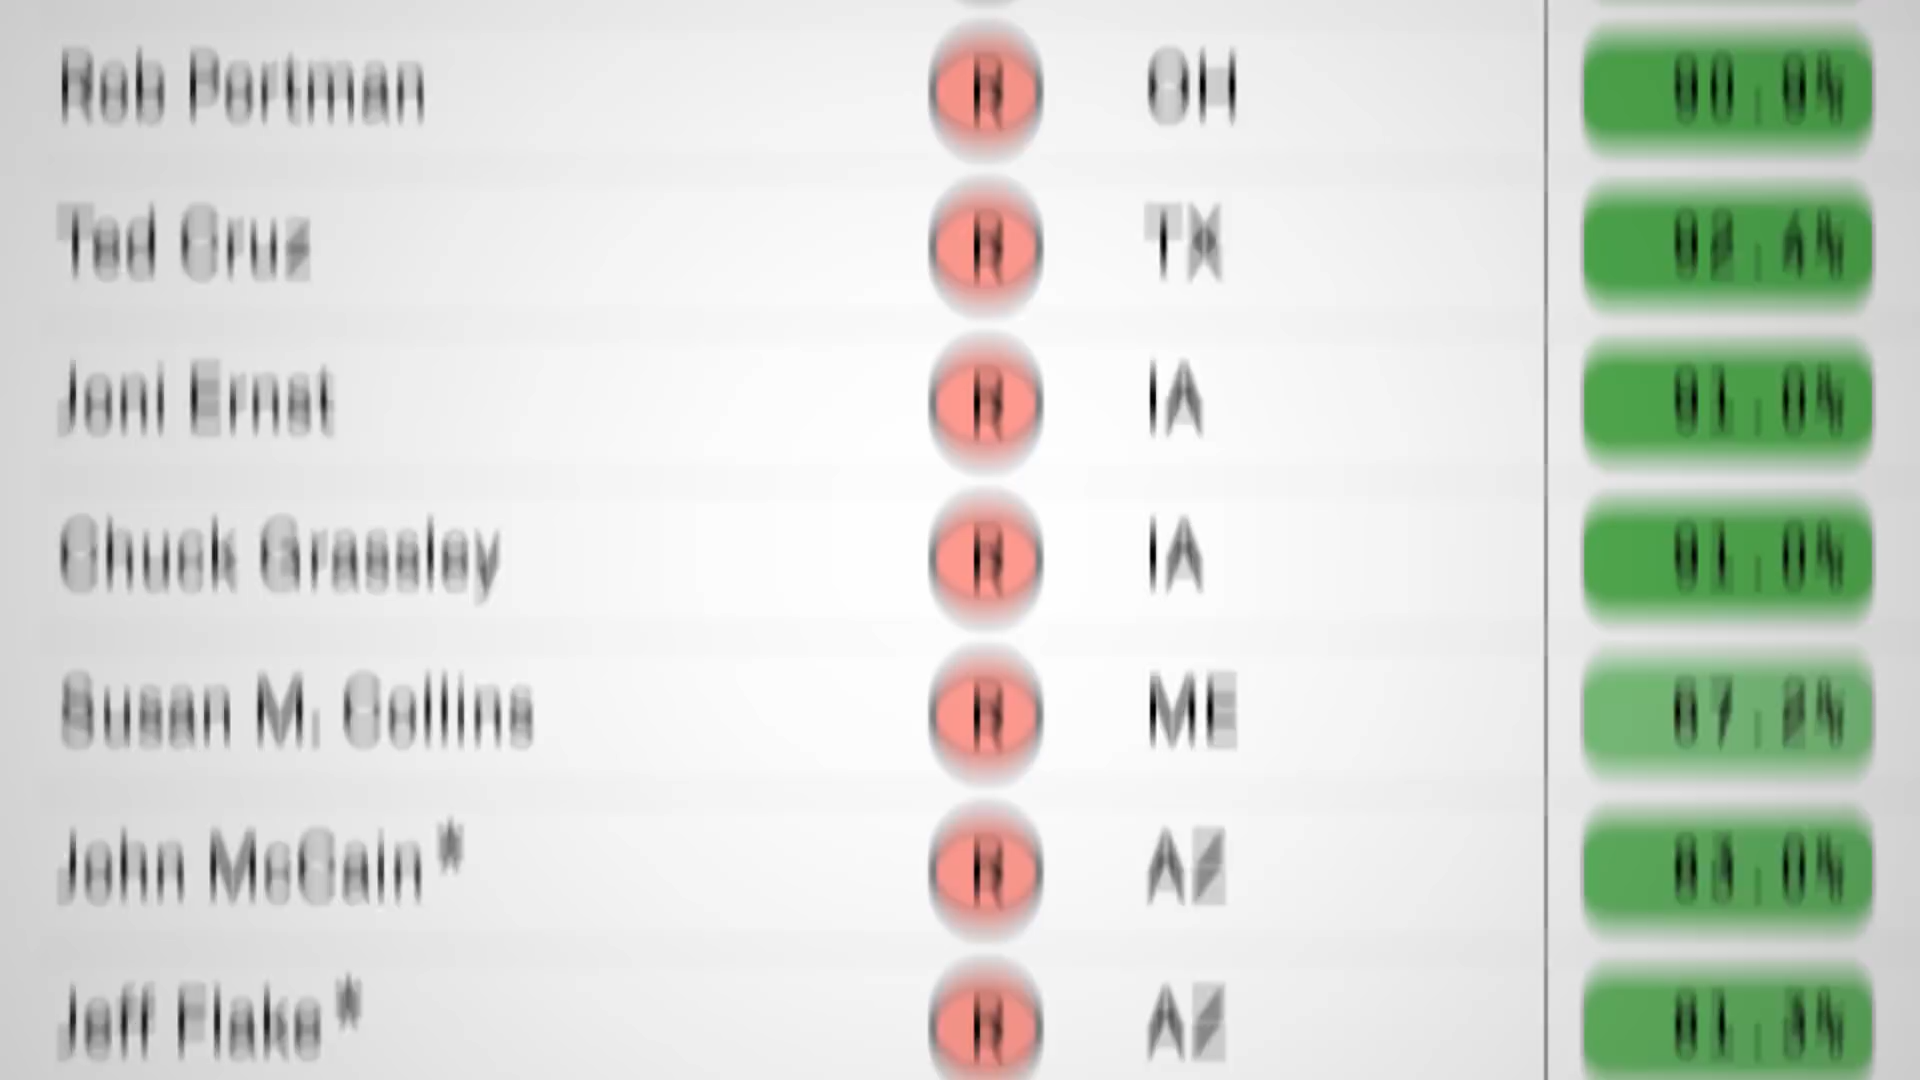 Rob Portman R OH
Ted Cruz R TX
Joni Ernst R IA
Chuck Grassley R IA
Susan M. Collins R ME
John McCain* R AZ
Jeff Flake* R AZ